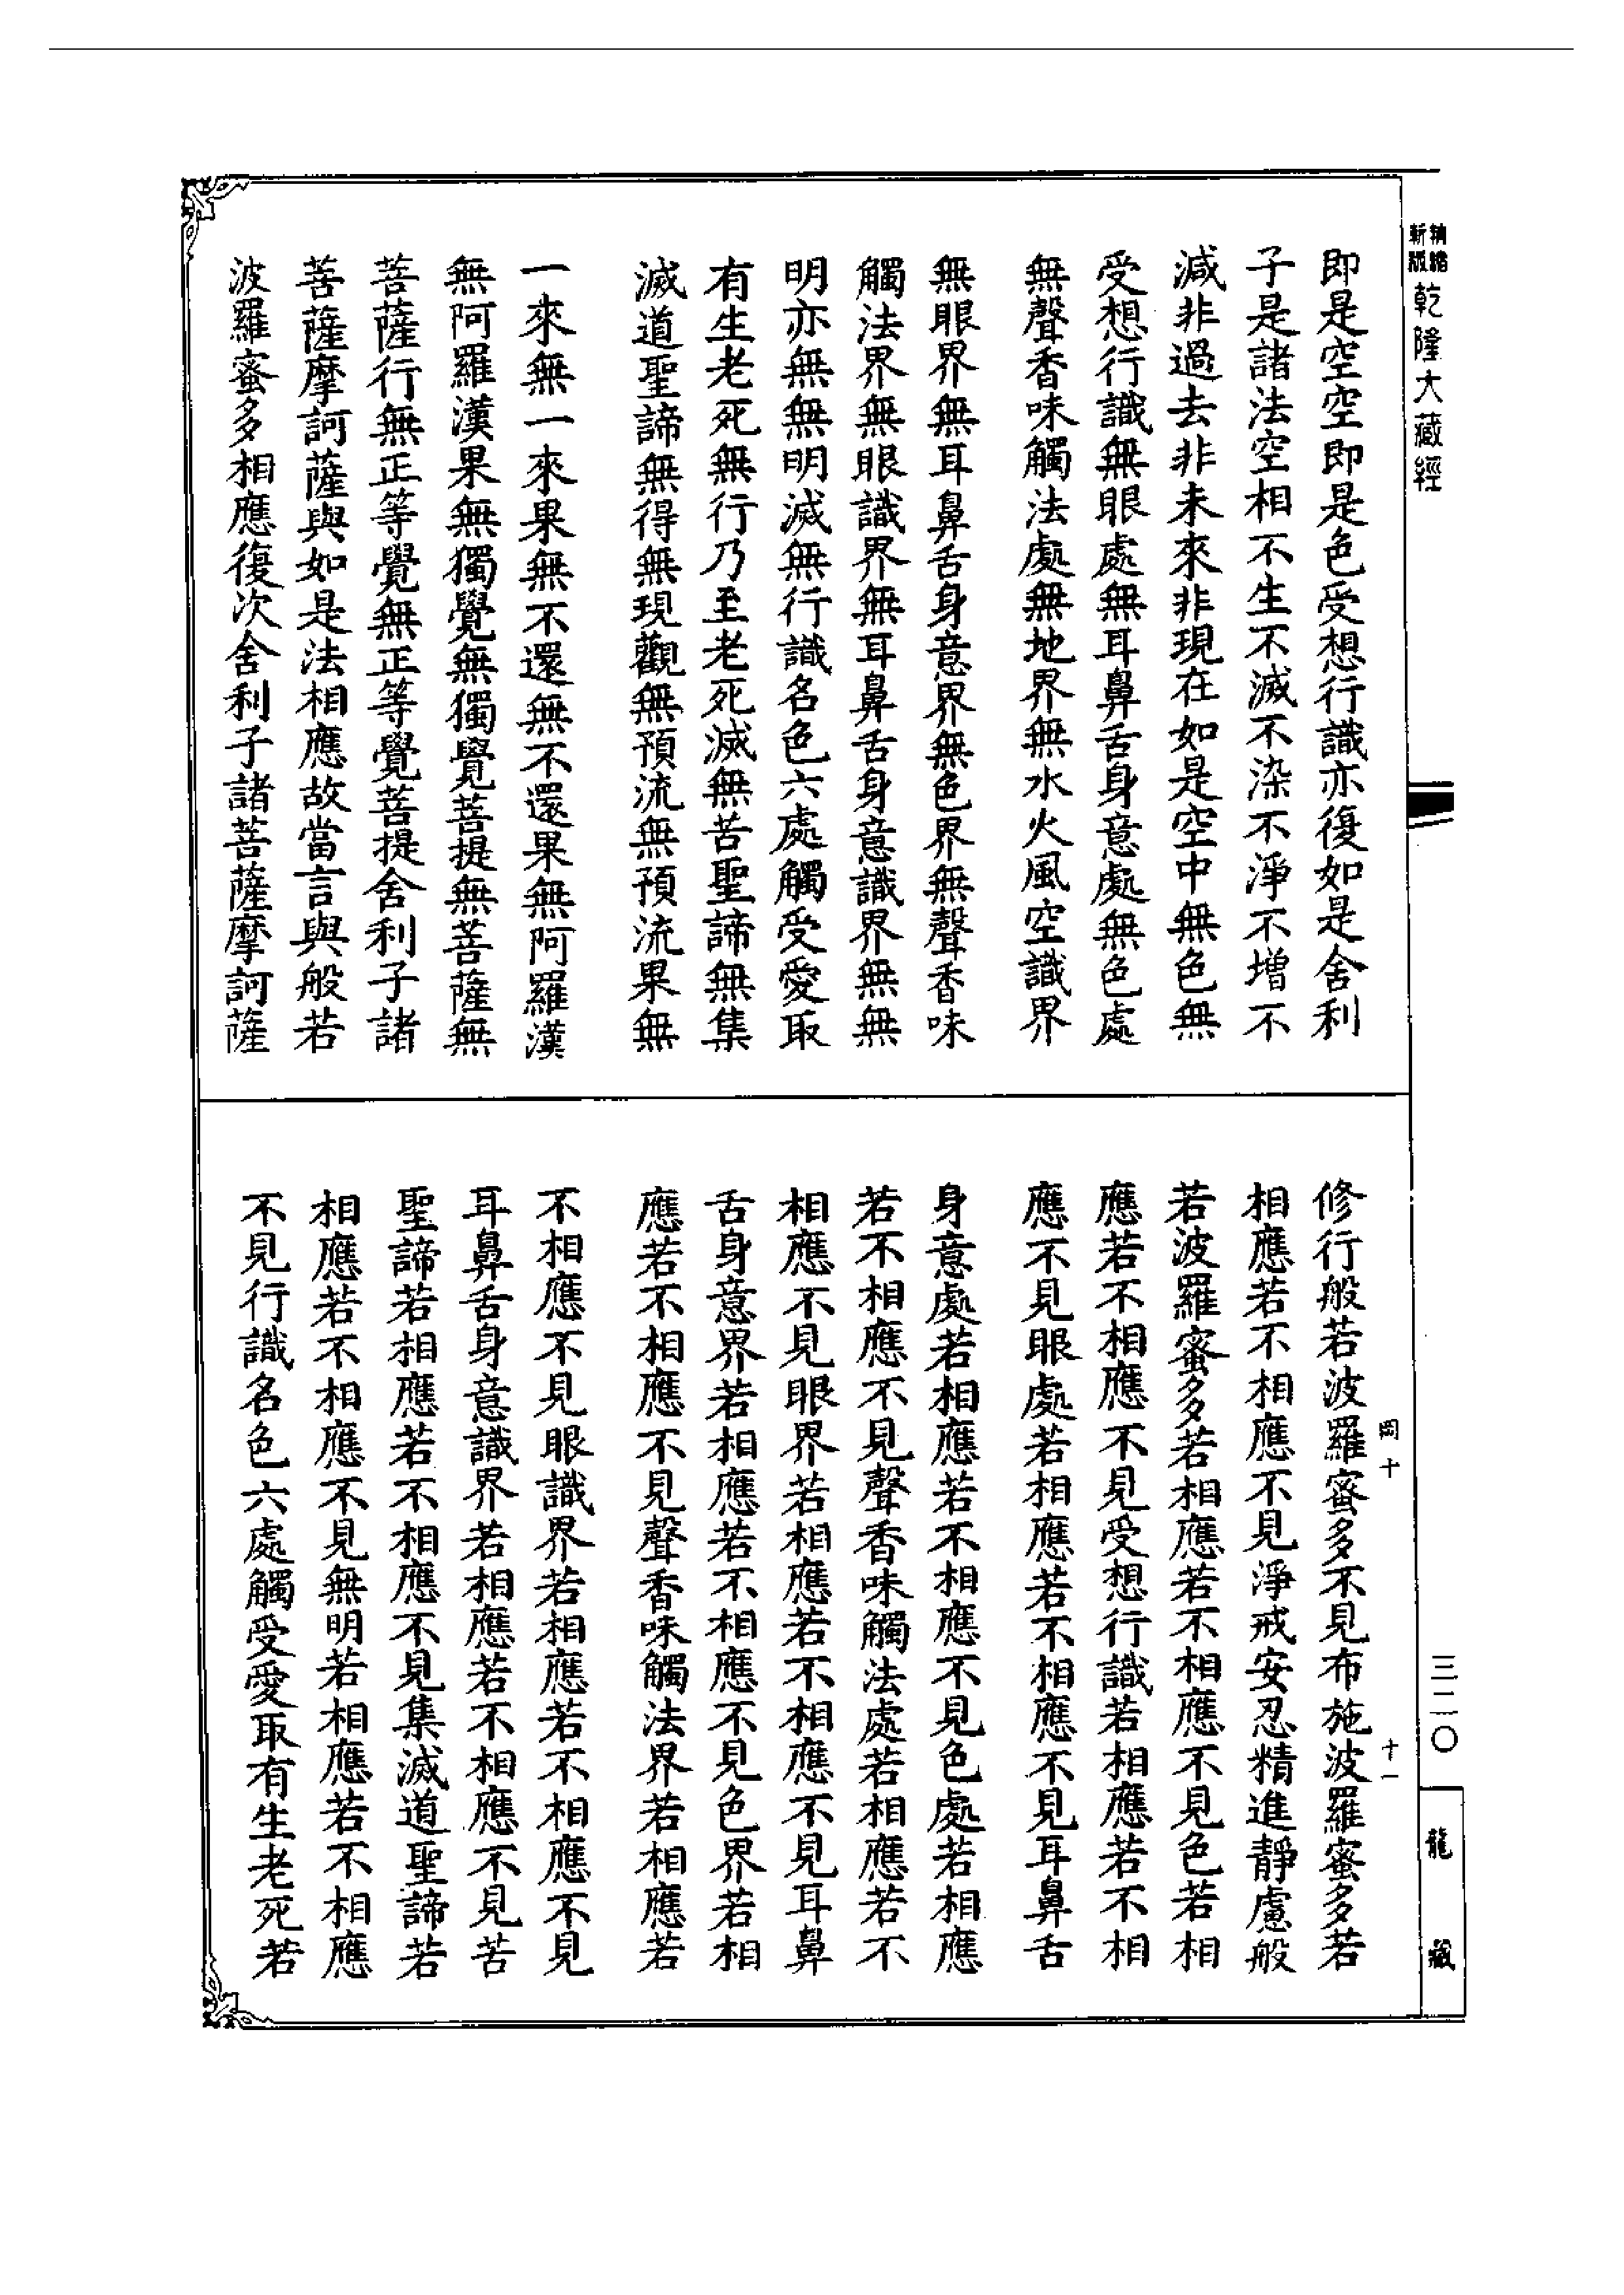 新編
縮版
乾隆大藏經
即是空空即是色受想行識亦復如是舍利
子是諸法空相不生不滅不染不淨不增不
減非過去非未來非現在如是空中無色無
受想行識無眼處無耳鼻舌身意處無色處
無聲香味觸法處無地界無水火風空識界
無眼界無耳鼻舌身意界無色界無聲香味
觸法界無眼識界無耳鼻舌身意識界無無
明亦無無明滅無行識名色六處觸受愛取
有生老死無行乃至老死滅無苦聖諦無集
滅道聖諦無得無現觀無預流無預流果無
一來無一來果無不還無不還果無阿羅漢
無阿羅漢果無獨覺無獨覺菩提無菩薩無
菩薩行無正等覺無正等覺菩提舍利子諸
菩薩摩訶薩與如是法相應故當言與般若
波羅蜜多相應復次舍利子諸菩薩摩訶薩
三二〇
龍藏
岡十
十一
修行般若波羅蜜多不見布施波羅蜜多若
相應若不相應不見淨戒安忍精進靜慮般
若波羅蜜多若相應若不相應不見色若相
應若不相應不見受想行識若相應若不相
應不見眼處若相應若不相應不見耳鼻舌
身意處若相應若不相應不見色處若相應
若不相應不見聲香味觸法處若相應若不
相應不見眼界若相應若不相應不見耳鼻
舌身意界若相應若不相應不見色界若相
應若不相應不見聲香味觸法界若相應若
不相應不見眼識界若相應若不相應不見
耳鼻舌身意識界若相應若不相應不見苦
聖諦若相應若不相應不見集滅道聖諦若
相應若不相應不見無明若相應若不相應
不見行識名色六處觸受愛取有生老死若